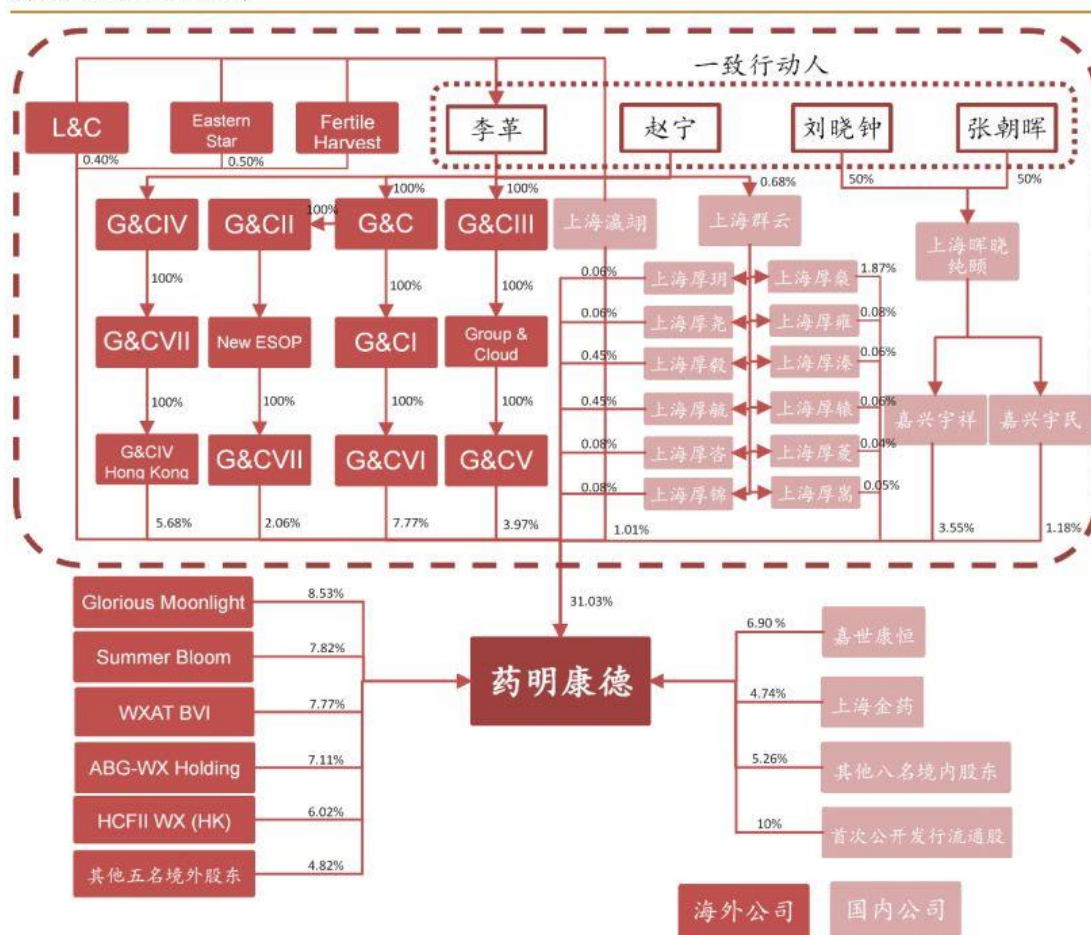 一致行动人
L&C
Eastern
Star
Fertile
Harvest
李革
赵宁
刘晓钟
张朝晖
0.40%
0.50%
100%
100%
0.68%
50%
50%
G&CIV
G&CII
100%
G&C
G&CIII
上海瀛翊
上海群云
上海晖晓
纯颐
100%
100%
100%
0.06%
上海厚玥
上海厚燊
1.87%
G&CVII
New ESOP
G&CI
Group &
Cloud
0.06%
上海厚尧
上海厚雍
0.08%
0.45%
上海厚毅
上海厚溱
0.06%
100%
100%
100%
100%
0.45%
上海厚毓
上海厚辕
0.06%
嘉兴宇祥
嘉兴宇民
G&CIV
Hong Kong
G&CVII
G&CVI
G&CV
0.08%
上海厚咨
上海厚菱
0.04%
0.08%
上海厚锦
上海厚嵩
0.05%
5.68%
2.06%
7.77%
3.97%
1.01%
3.55%
1.18%
Glorious Moonlight
8.53%
31.03%
Summer Bloom
7.82%
WXAT BVI
7.77%
ABG-WX Holding
7.11%
HCFII WX (HK)
6.02%
其他五名境外股东
4.82%
药明康德
6.90 %
嘉世康恒
4.74%
上海金药
5.26%
其他八名境内股东
10%
首次公开发行流通股
海外公司
国内公司